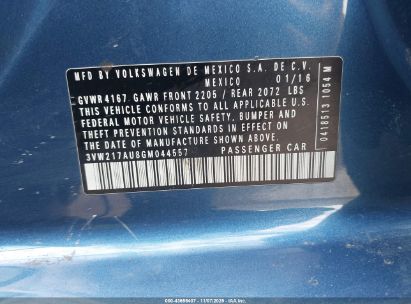 MFD BY VOLKSWAGEN DE MEXICO S.A. DE C.V.
01/16
GVWR 4167 GAWR FRONT 2205 / REAR 2072 LBS
THIS VEHICLE CONFORMS TO ALL APPLICABLE U.S.
FEDERAL MOTOR VEHICLE SAFETY, BUMPER AND
THEFT PREVENTION STANDARDS IN EFFECT ON THE
DATE OF MANUFACTURE SHOWN ABOVE.
3VW217AU8GM044557 PASSENGER CAR
0418513 1054 M